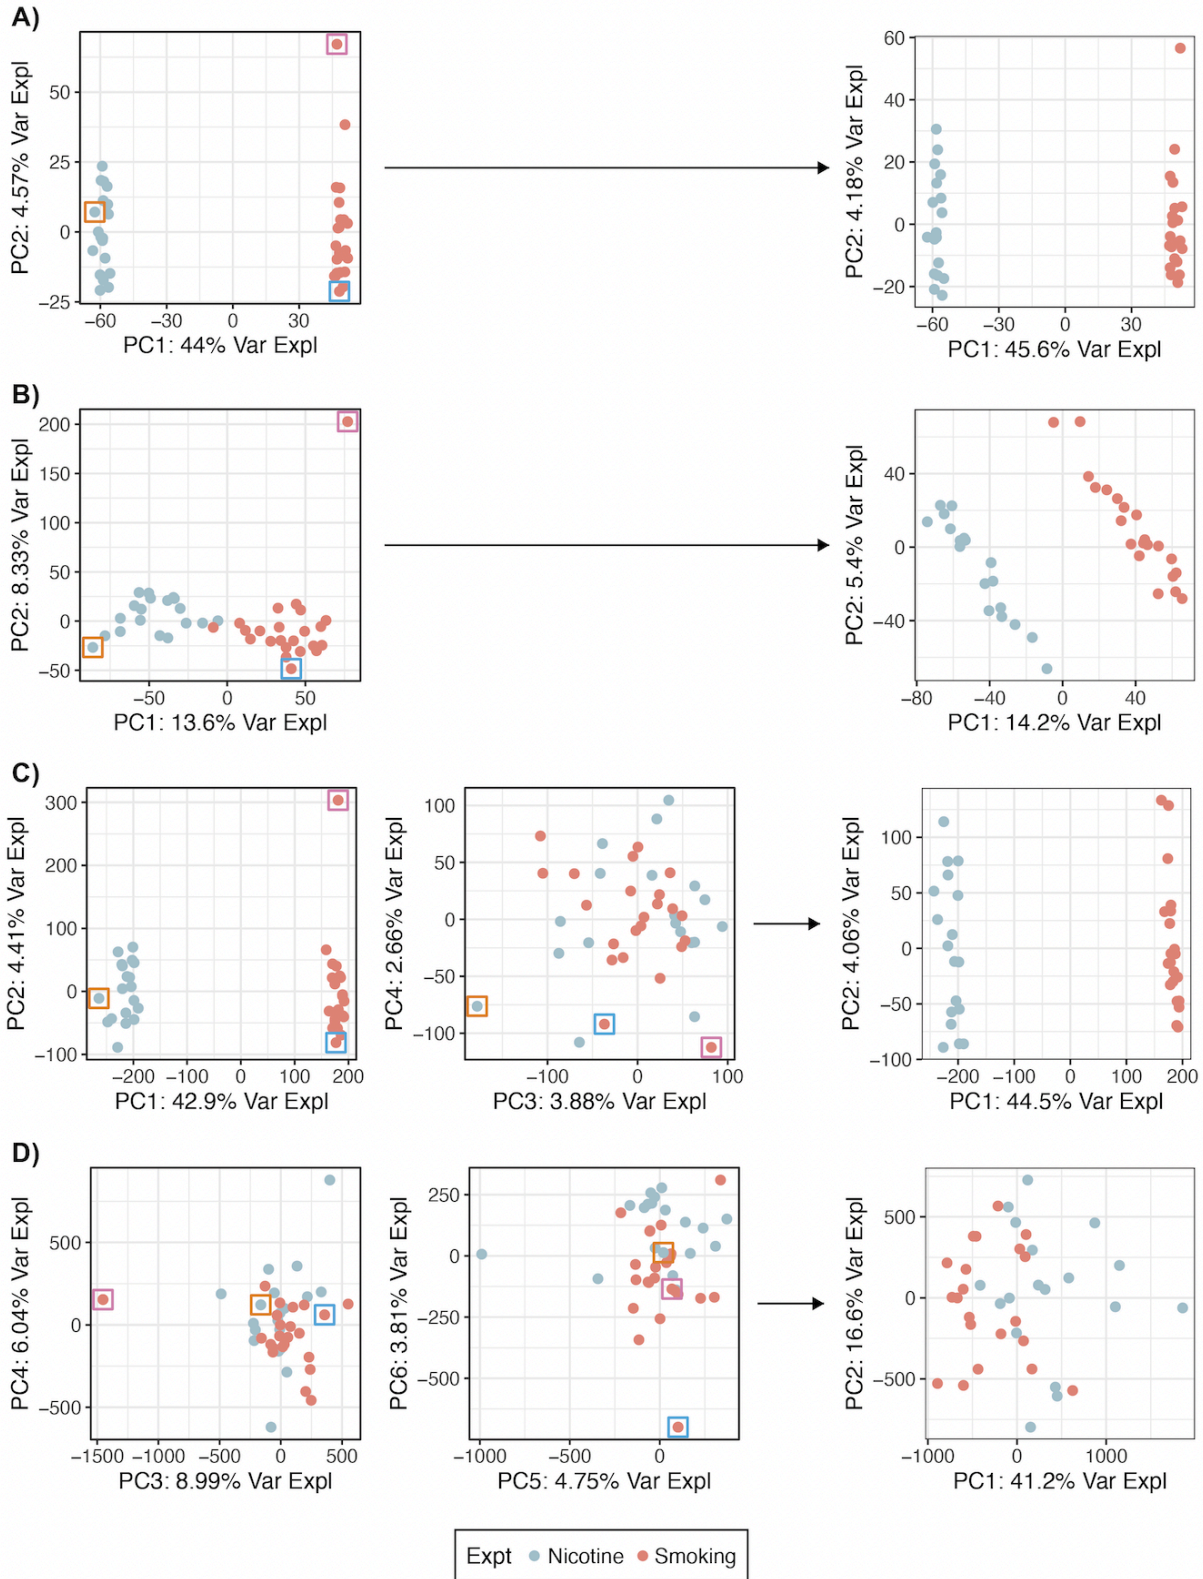 A)
PC2: 4.57% Var Expl
50
25
0
−25
−60 −30 0 30
PC1: 44% Var Expl
PC2: 4.18% Var Expl
60
40
20
0
−20
−60 −30 0 30
PC1: 45.6% Var Expl
B)
PC2: 8.33% Var Expl
200
150
100
50
0
−50
−50 0 50
PC1: 13.6% Var Expl
PC2: 5.4% Var Expl
40
0
−40
−80 −40 0 40
PC1: 14.2% Var Expl
C)
PC2: 4.41% Var Expl
300
200
100
0
−100
−200 −100 0 100 200
PC1: 42.9% Var Expl
PC4: 2.66% Var Expl
100
50
0
−50
−100
−100 0 100
PC3: 3.88% Var Expl
PC2: 4.06% Var Expl
100
50
0
−50
−100
−200 −100 0 100 200
PC1: 44.5% Var Expl
D)
PC4: 6.04% Var Expl
500
0
−500
−1500 −1000 −500 0 500
PC3: 8.99% Var Expl
PC6: 3.81% Var Expl
250
0
−250
−500
−1000 −500 0
PC5: 4.75% Var Expl
PC2: 16.6% Var Expl
500
0
−500
−1000 0 1000
PC1: 41.2% Var Expl
Expt Nicotine Smoking